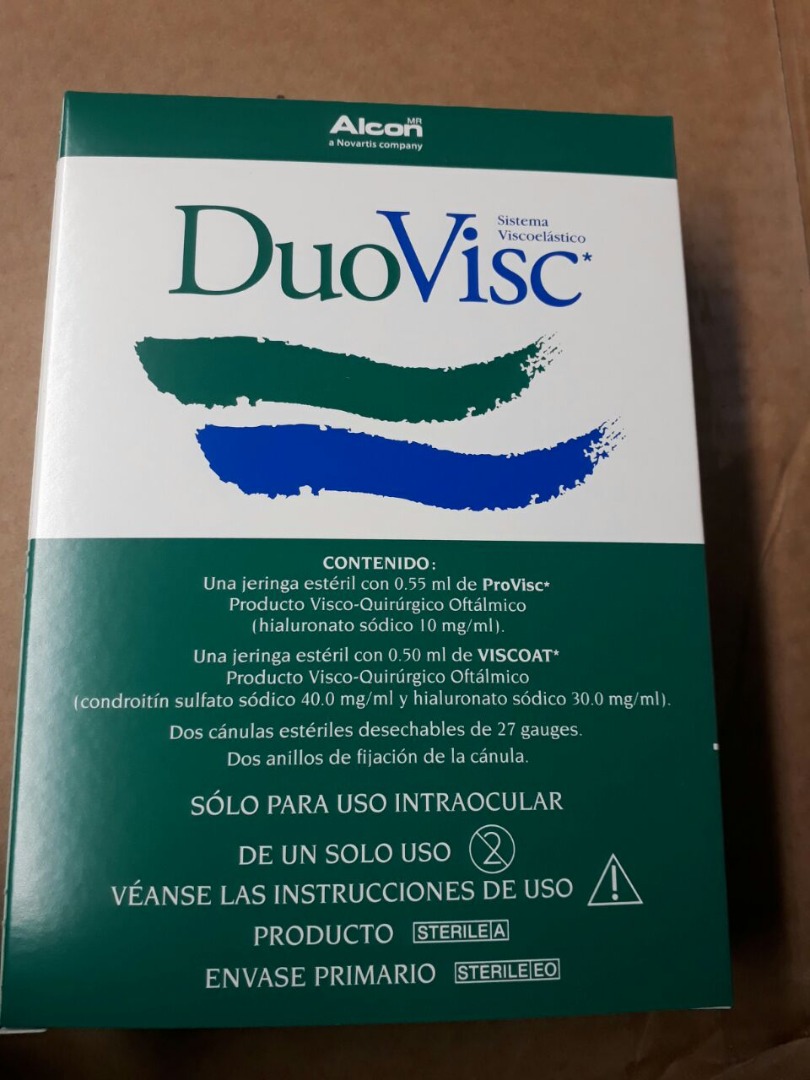 Alcon MR
a Novartis company
DuoVisc*
Sistema
Viscoelástico
CONTENIDO:
Una jeringa estéril con 0.55 ml de ProVisc*
Producto Visco-Quirúrgico Oftálmico
(hialuronato sódico 10 mg/ml).
Una jeringa estéril con 0.50 ml de VISCOAT*
Producto Visco-Quirúrgico Oftálmico
(condroitín sulfato sódico 40.0 mg/ml y hialuronato sódico 30.0 mg/ml).
Dos cánulas estériles desechables de 27 gauges.
Dos anillos de fijación de la cánula.
SÓLO PARA USO INTRAOCULAR
DE UN SOLO USO 2
VÉANSE LAS INSTRUCCIONES DE USO !
PRODUCTO STERILE A
ENVASE PRIMARIO STERILE EO